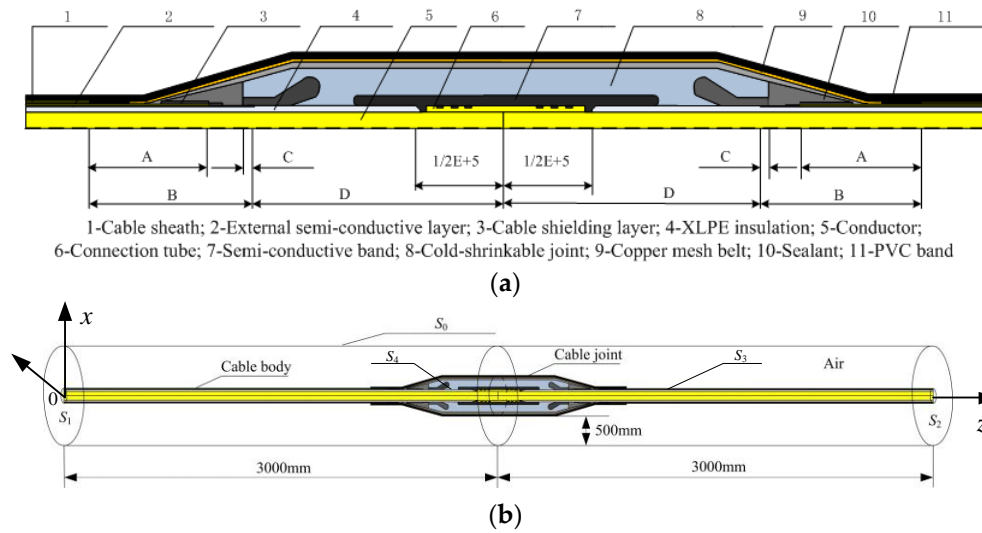 1 2 3 4 5 6 7 8 9 10 11
A C 1/2E+5 1/2E+5 C A
B D D B
1-Cable sheath; 2-External semi-conductive layer; 3-Cable shielding layer; 4-XLPE insulation; 5-Conductor;
6-Connection tube; 7-Semi-conductive band; 8-Cold-shrinkable joint; 9-Copper mesh belt; 10-Sealant; 11-PVC band
(a)
x
S0
Cable body S4 Cable joint S3 Air
0
S1 S2 z
500mm
3000mm 3000mm
(b)